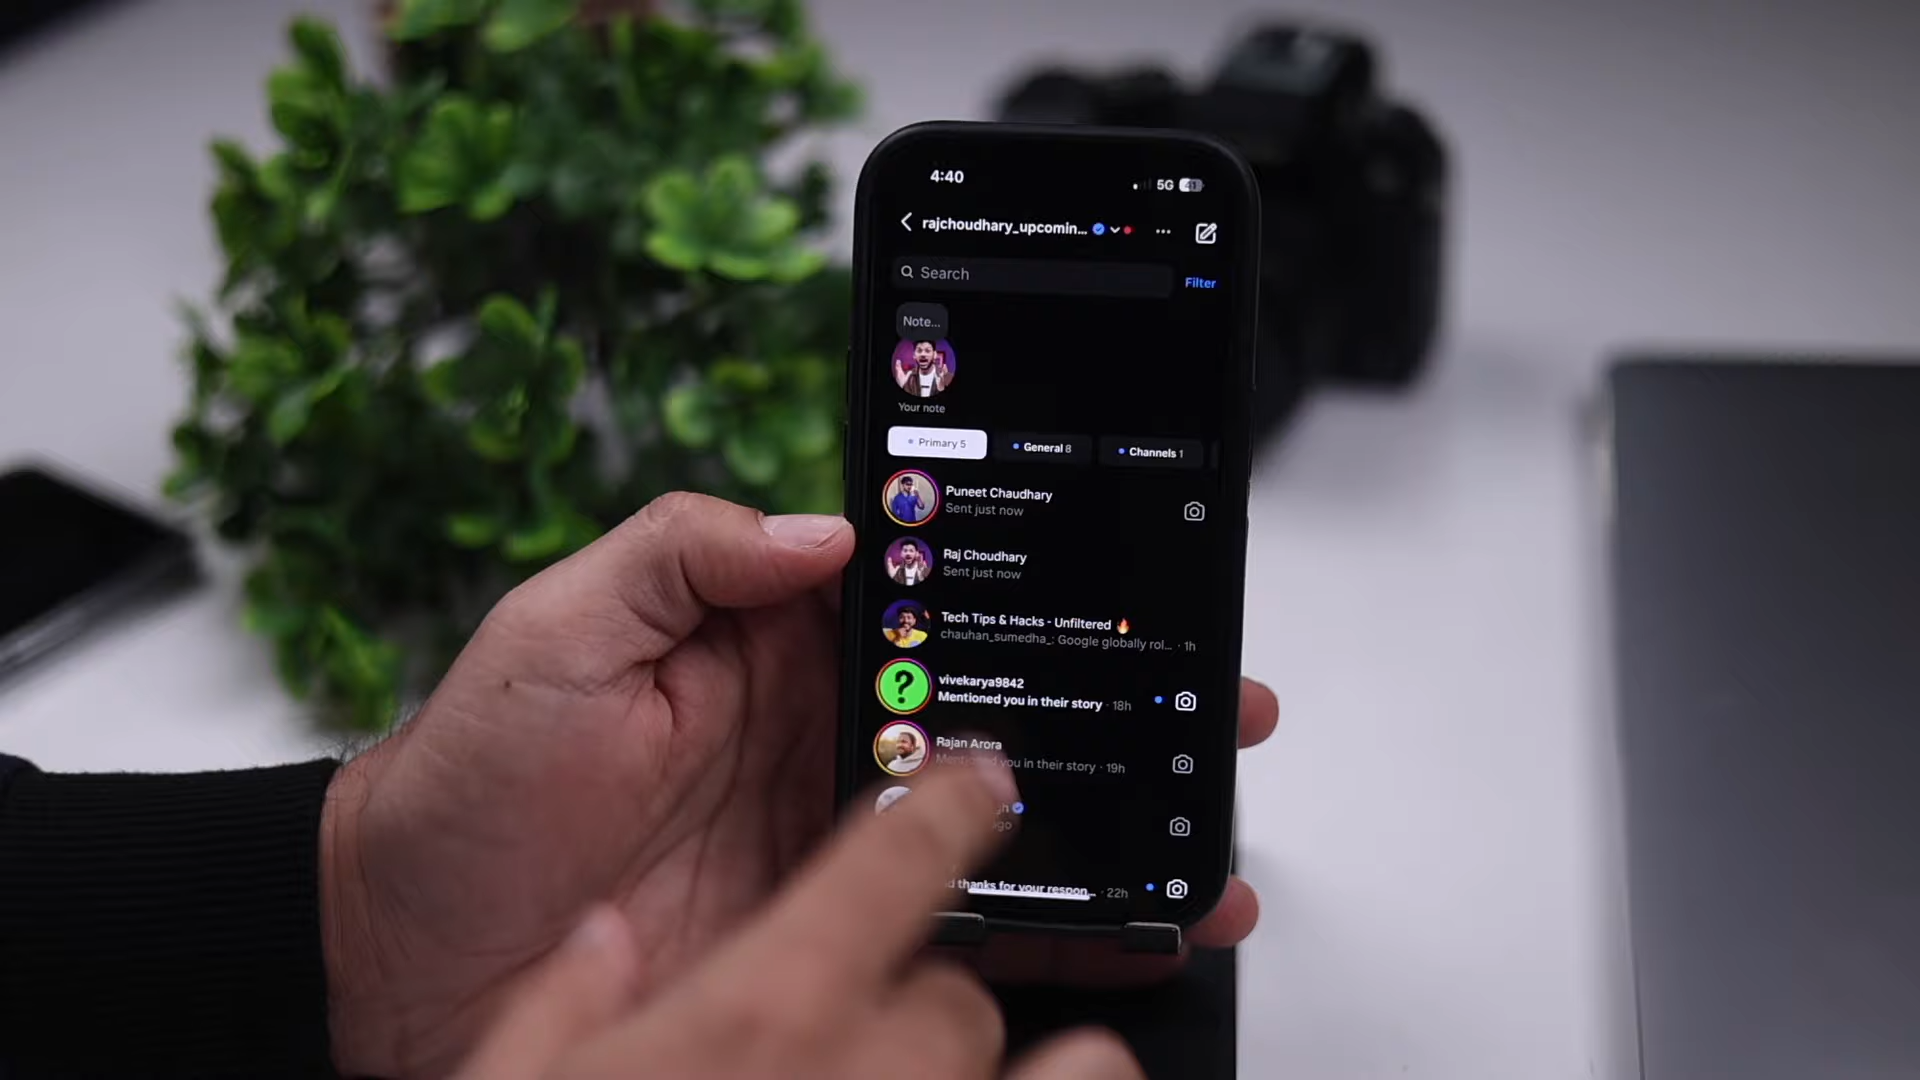 4:40
5G 41
rajchoudhary_upcomin...
Search
Filter
Note...
Your note
Primary 5
General 8
Channels 1
Puneet Chaudhary
Sent just now
Raj Choudhary
Sent just now
Tech Tips & Hacks - Unfiltered 🔥
chauhan_sumedha_: Google globally rol... · 1h
?
vivekarya9842
Mentioned you in their story · 18h
Rajan Arora
Mentioned you in their story · 19h
thanks for your respon... · 22h